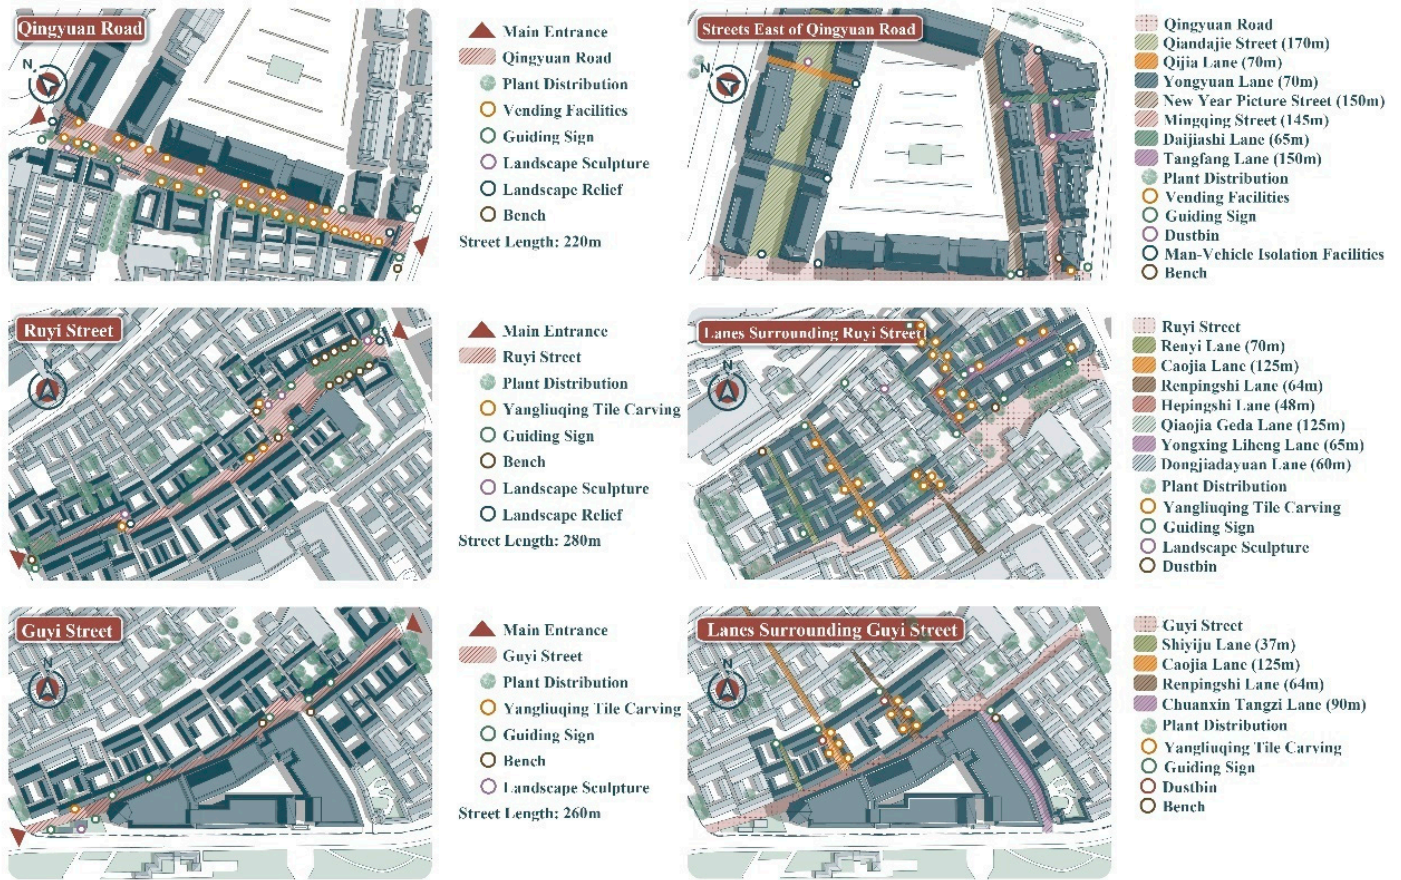 Qingyuan Road
N
Main Entrance
Qingyuan Road
Plant Distribution
Vending Facilities
Guiding Sign
Landscape Sculpture
Landscape Relief
Bench
Street Length: 220m
Streets East of Qingyuan Road
N
Qingyuan Road
Qiandajie Street (170m)
Qijia Lane (70m)
Yongyuan Lane (70m)
New Year Picture Street (150m)
Mingqing Street (145m)
Daijiashi Lane (65m)
Tangfang Lane (150m)
Plant Distribution
Vending Facilities
Guiding Sign
Dustbin
Man-Vehicle Isolation Facilities
Bench
Ruyi Street
N
Main Entrance
Ruyi Street
Plant Distribution
Yangliuqing Tile Carving
Guiding Sign
Bench
Landscape Sculpture
Landscape Relief
Street Length: 280m
Lanes Surrounding Ruyi Street
N
Ruyi Street
Renyi Lane (70m)
Caojia Lane (125m)
Renpingshi Lane (64m)
Hepingshi Lane (48m)
Qiaojia Geda Lane (125m)
Yongxing Liheng Lane (65m)
Dongjiadayuan Lane (60m)
Plant Distribution
Yangliuqing Tile Carving
Guiding Sign
Landscape Sculpture
Dustbin
Guyi Street
N
Main Entrance
Guyi Street
Plant Distribution
Yangliuqing Tile Carving
Guiding Sign
Bench
Landscape Sculpture
Street Length: 260m
Lanes Surrounding Guyi Street
N
Guyi Street
Shiyiju Lane (37m)
Caojia Lane (125m)
Renpingshi Lane (64m)
Chuanxin Tangzi Lane (90m)
Plant Distribution
Yangliuqing Tile Carving
Guiding Sign
Dustbin
Bench